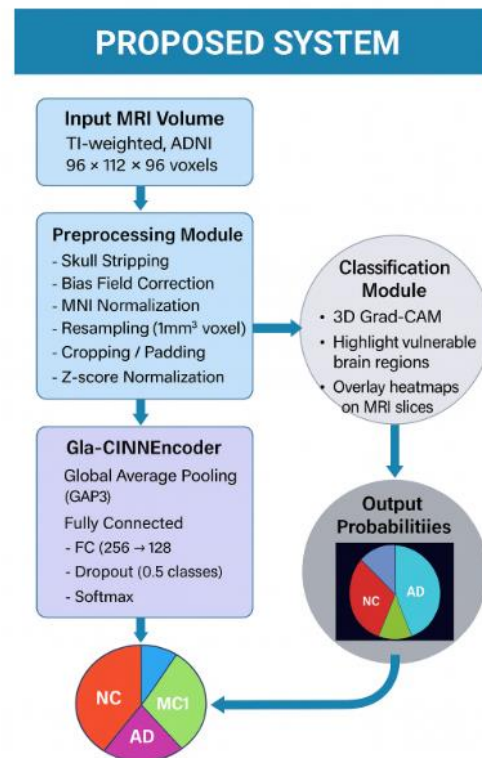 PROPOSED SYSTEM
Input MRI Volume
TI-weighted, ADNI
96 × 112 × 96 voxels
Preprocessing Module
- Skull Stripping
- Bias Field Correction
- MNI Normalization
- Resampling (1mm³ voxel)
- Cropping / Padding
- Z-score Normalization
Classification
Module
• 3D Grad-CAM
• Highlight vulnerable
brain regions
• Overlay heatmaps
on MRI slices
Gla-CINNEncoder
Global Average Pooling
(GAP3)
Fully Connected
- FC (256 → 128
- Dropout (0.5 classes)
- Softmax
Output
Probabilitiies
NC
AD
NC
MC1
AD